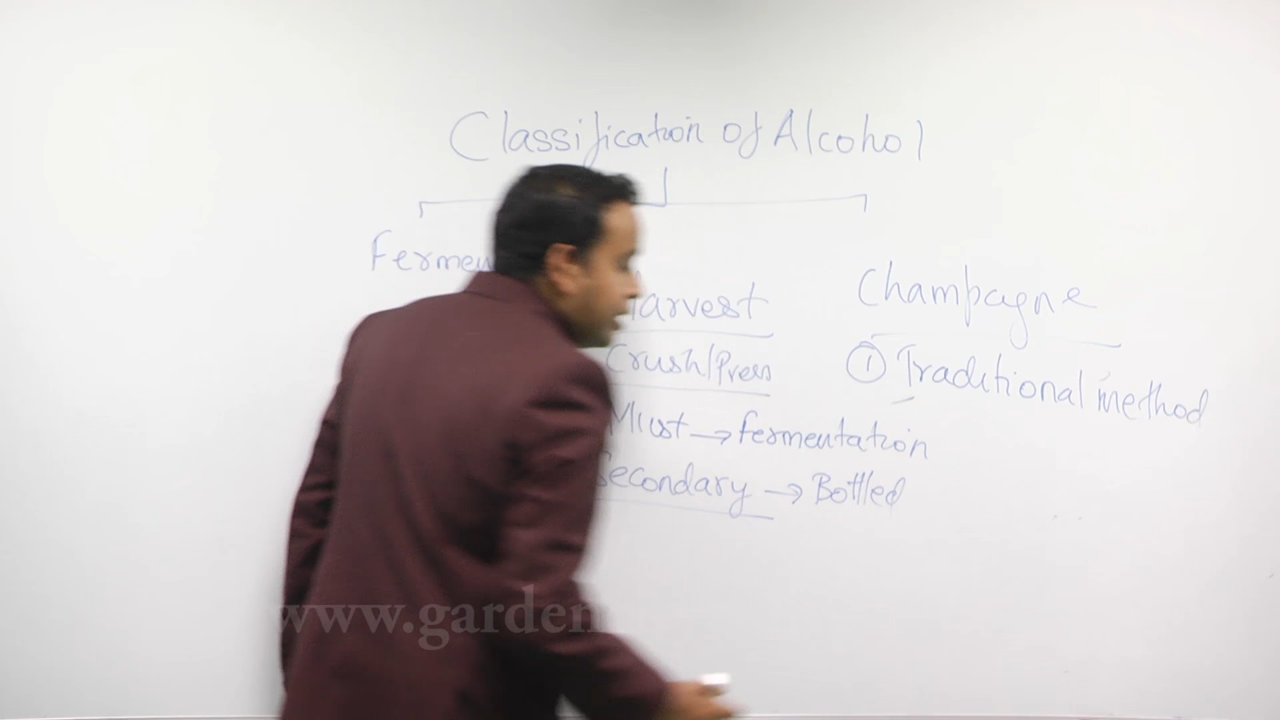 Classification of Alcohol
Fermen
Harvest
Crush/Press
Must → fermentation
Secondary → Bottled
Champagne
① Traditional method
www.garden